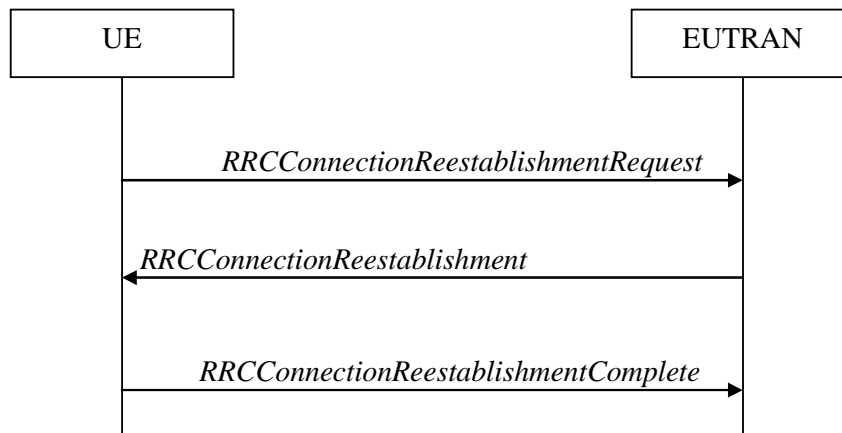 UE
EUTRAN
RRCConnectionReestablishmentRequest
RRCConnectionReestablishment
RRCConnectionReestablishmentComplete